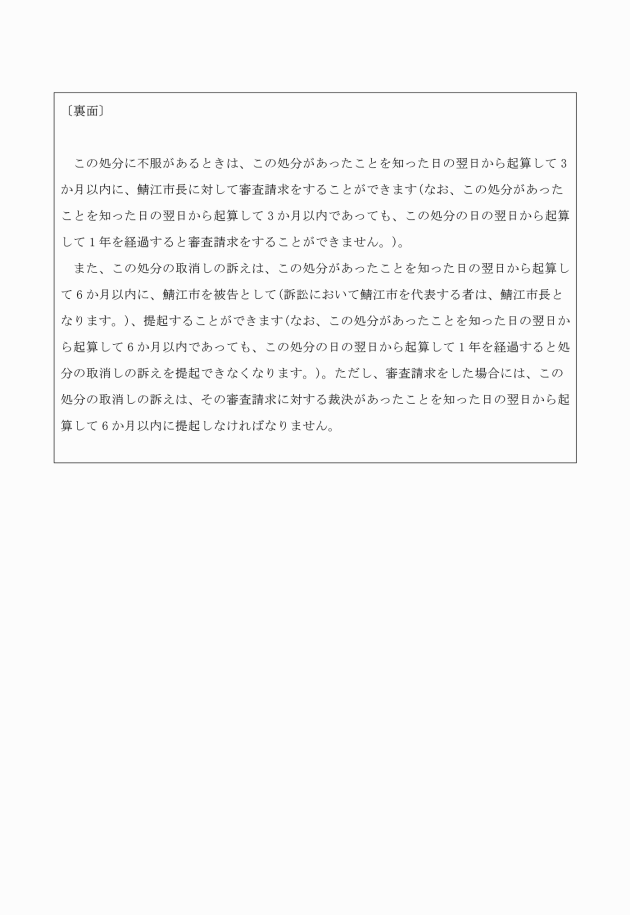 〔裏面〕
この処分に不服があるときは、この処分があったことを知った日の翌日から起算して 3
か月以内に、鯖江市長に対して審査請求をすることができます(なお、この処分があった
ことを知った日の翌日から起算して 3 か月以内であっても、この処分の日の翌日から起算
して 1 年を経過すると審査請求をすることができません。)。
また、この処分の取消しの訴えは、この処分があったことを知った日の翌日から起算し
て 6 か月以内に、鯖江市を被告として(訴訟において鯖江市を代表する者は、鯖江市長と
なります。)、提起することができます(なお、この処分があったことを知った日の翌日か
ら起算して 6 か月以内であっても、この処分の日の翌日から起算して 1 年を経過すると処
分の取消しの訴えを提起できなくなります。)。ただし、審査請求をした場合には、この
処分の取消しの訴えは、その審査請求に対する裁決があったことを知った日の翌日から起
算して 6 か月以内に提起しなければなりません。